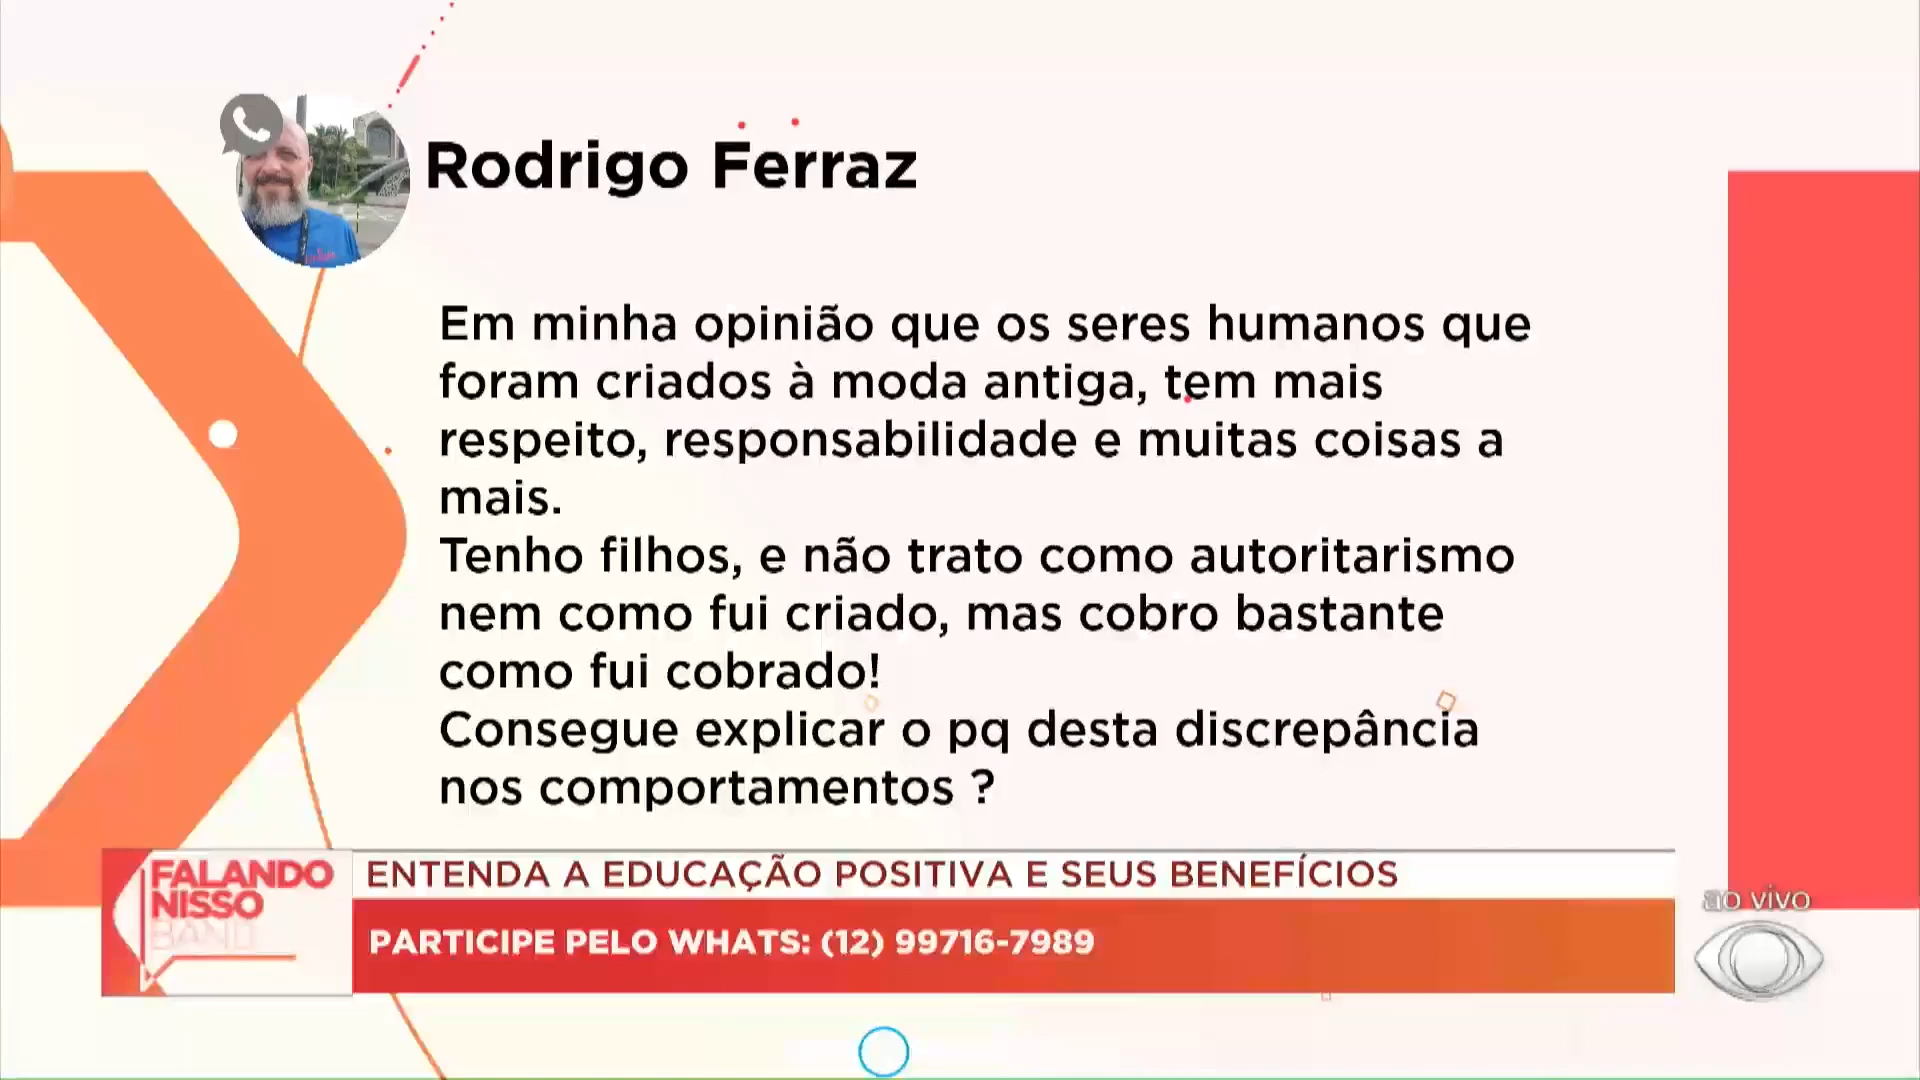 Rodrigo Ferraz
Em minha opinião que os seres humanos que
foram criados à moda antiga, tem mais
respeito, responsabilidade e muitas coisas a
mais.
Tenho filhos, e não trato como autoritarismo
nem como fui criado, mas cobro bastante
como fui cobrado!
Consegue explicar o pq desta discrepância
nos comportamentos ?
FALANDO
NISSO
BAND
ENTENDA A EDUCAÇÃO POSITIVA E SEUS BENEFÍCIOS
PARTICIPE PELO WHATS: (12) 99716-7989
ao vivo